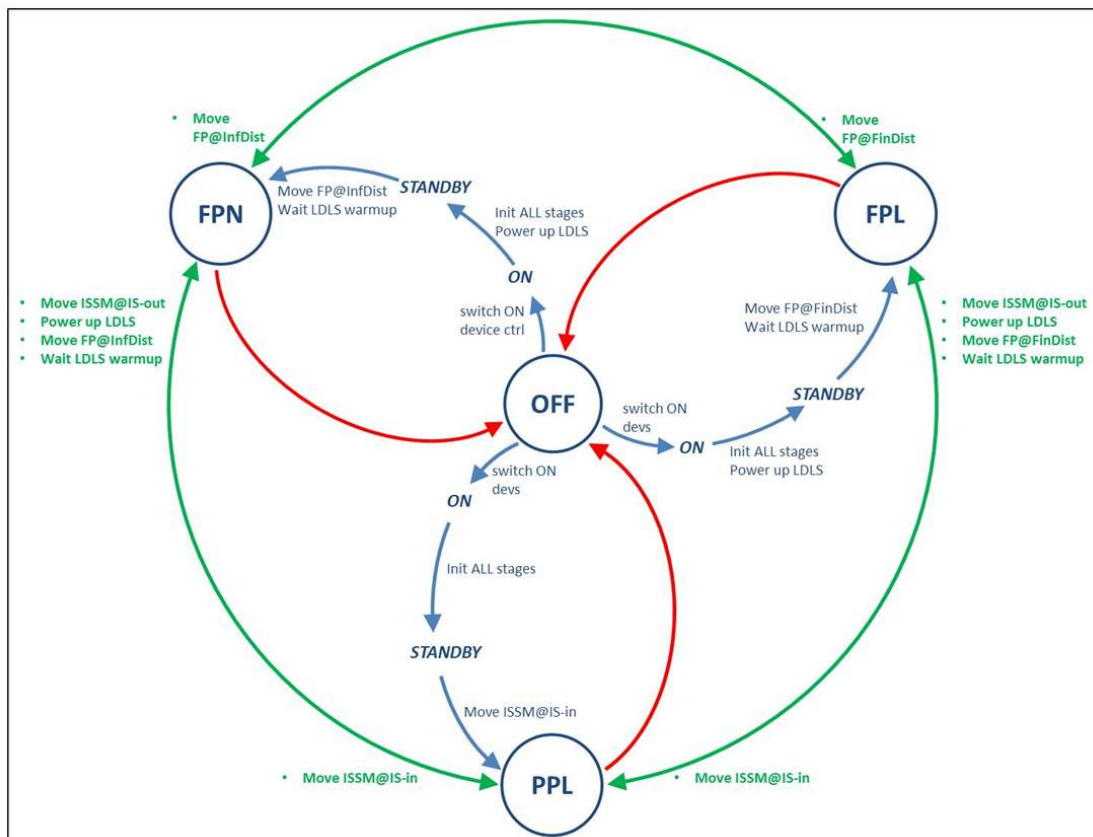 • Move
FP@InfDist
• Move
FP@FinDist
FPN
Move FP@InfDist
Wait LDLS warmup
STANDBY
Init ALL stages
Power up LDLS
ON
switch ON
device ctrl
FPL
• Move ISSM@IS-out
• Power up LDLS
• Move FP@InfDist
• Wait LDLS warmup
Move FP@FinDist
Wait LDLS warmup
• Move ISSM@IS-out
• Power up LDLS
• Move FP@FinDist
• Wait LDLS warmup
OFF
switch ON
devs
ON
Init ALL stages
Power up LDLS
STANDBY
switch ON
devs
ON
Init ALL stages
STANDBY
Move ISSM@IS-in
• Move ISSM@IS-in
PPL
• Move ISSM@IS-in